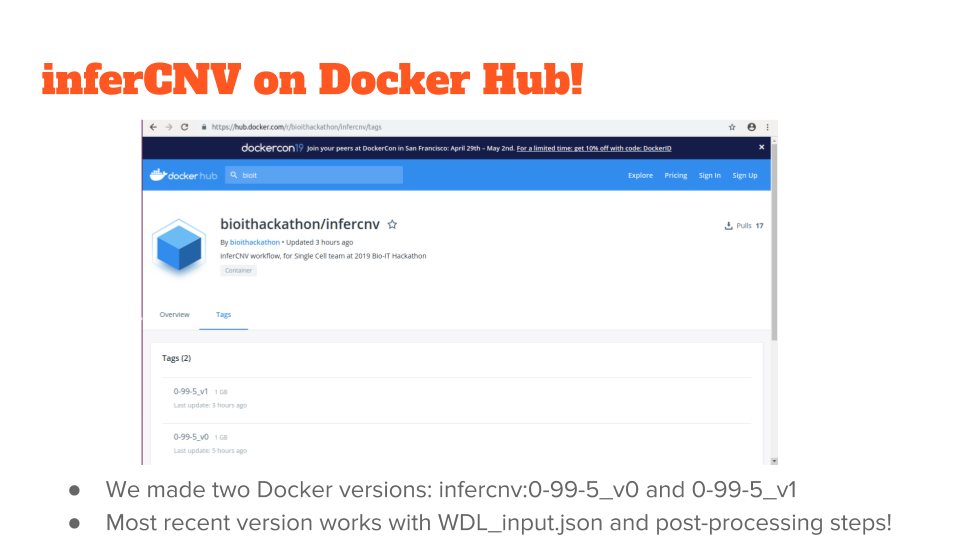 inferCNV on Docker Hub!
https://hub.docker.com/r/bioithackathon/infercnv/tags
dockercon19 Join your peers at DockerCon in San Francisco: April 29th – May 2nd. For a limited time: get 10% off with code: DockerID ×
docker hub bioit Explore Pricing Sign In Sign Up
bioithackathon/infercnv
Pulls 17
By bioithackathon • Updated 3 hours ago
inferCNV workflow, for Single Cell team at 2019 Bio-IT Hackathon
Container
Overview Tags
Tags (2)
0-99-5_v1 1 GB
Last update: 3 hours ago
0-99-5_v0 1 GB
Last update: 5 hours ago
● We made two Docker versions: infercnv:0-99-5_v0 and 0-99-5_v1
● Most recent version works with WDL_input.json and post-processing steps!